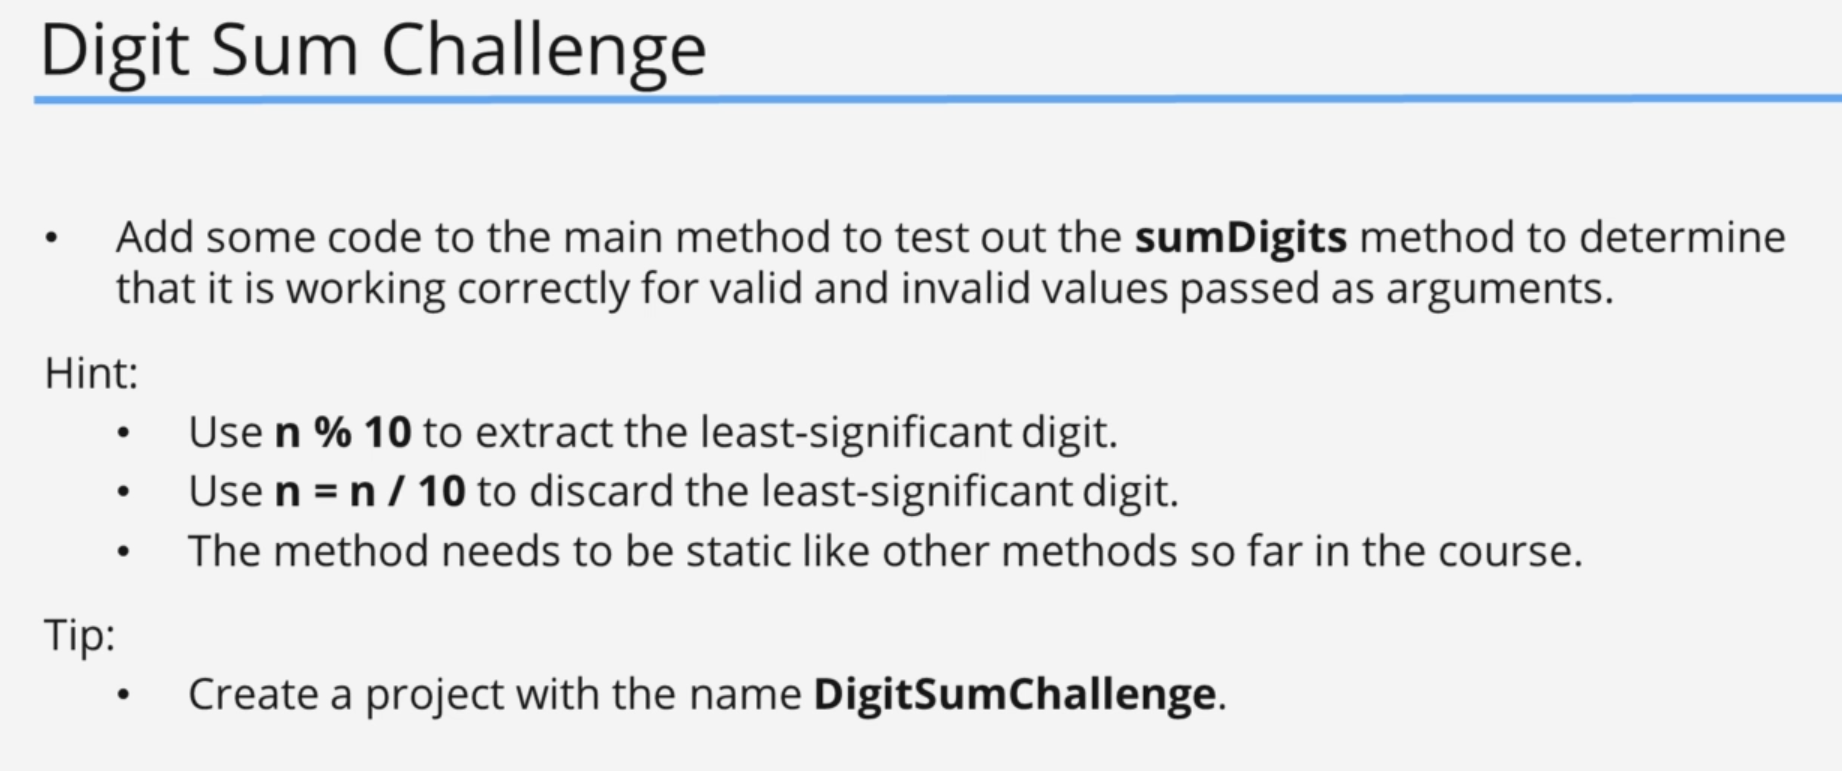 Digit Sum Challenge
• Add some code to the main method to test out the sumDigits method to determine
that it is working correctly for valid and invalid values passed as arguments.
Hint:
• Use n % 10 to extract the least-significant digit.
• Use n = n / 10 to discard the least-significant digit.
• The method needs to be static like other methods so far in the course.
Tip:
• Create a project with the name DigitSumChallenge.